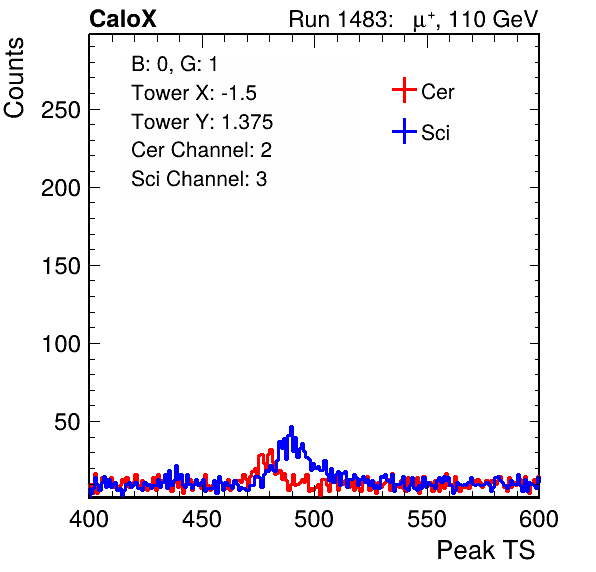 CaloX Run 1483: μ⁺, 110 GeV
B: 0, G: 1
Tower X: -1.5
Tower Y: 1.375
Cer Channel: 2
Sci Channel: 3
Cer
Sci
Counts
250
200
150
100
50
400 450 500 550 600
Peak TS